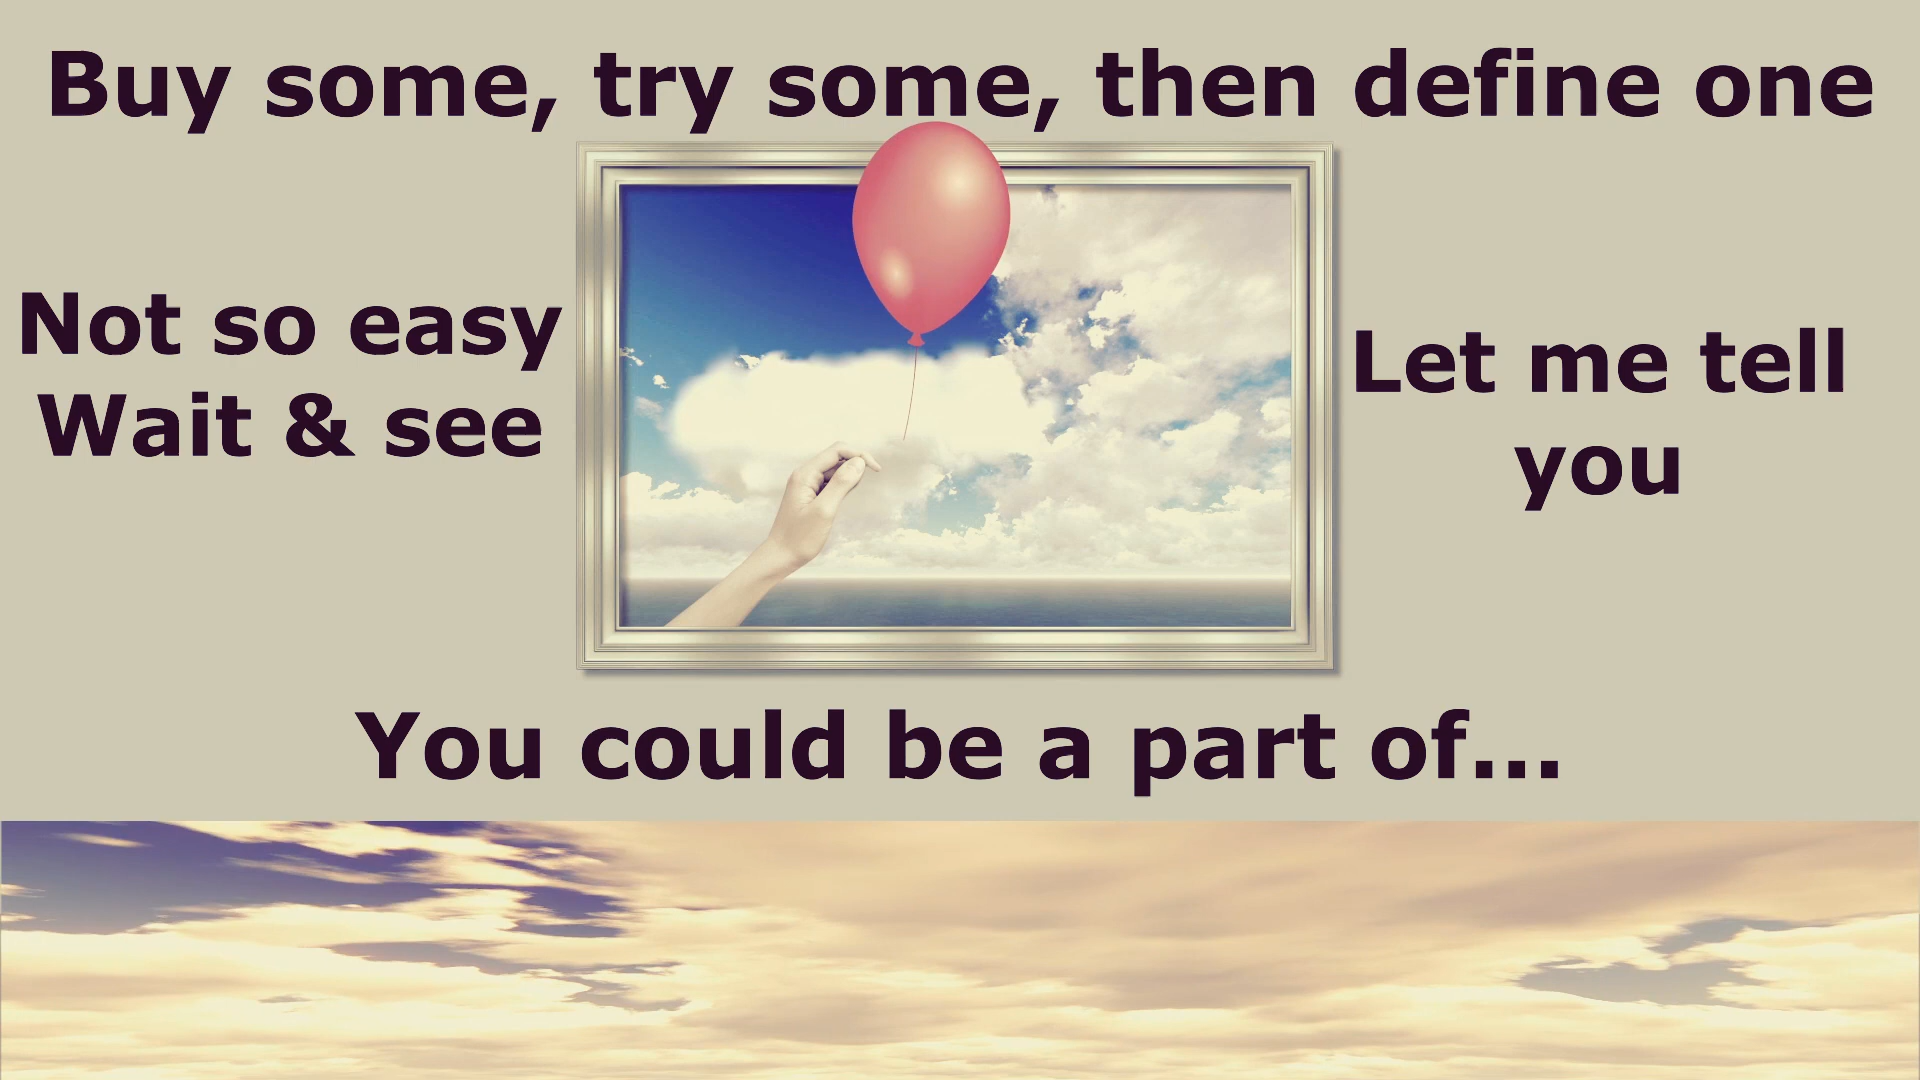 Buy some, try some, then define one
Not so easy
Wait & see
Let me tell
you
You could be a part of...